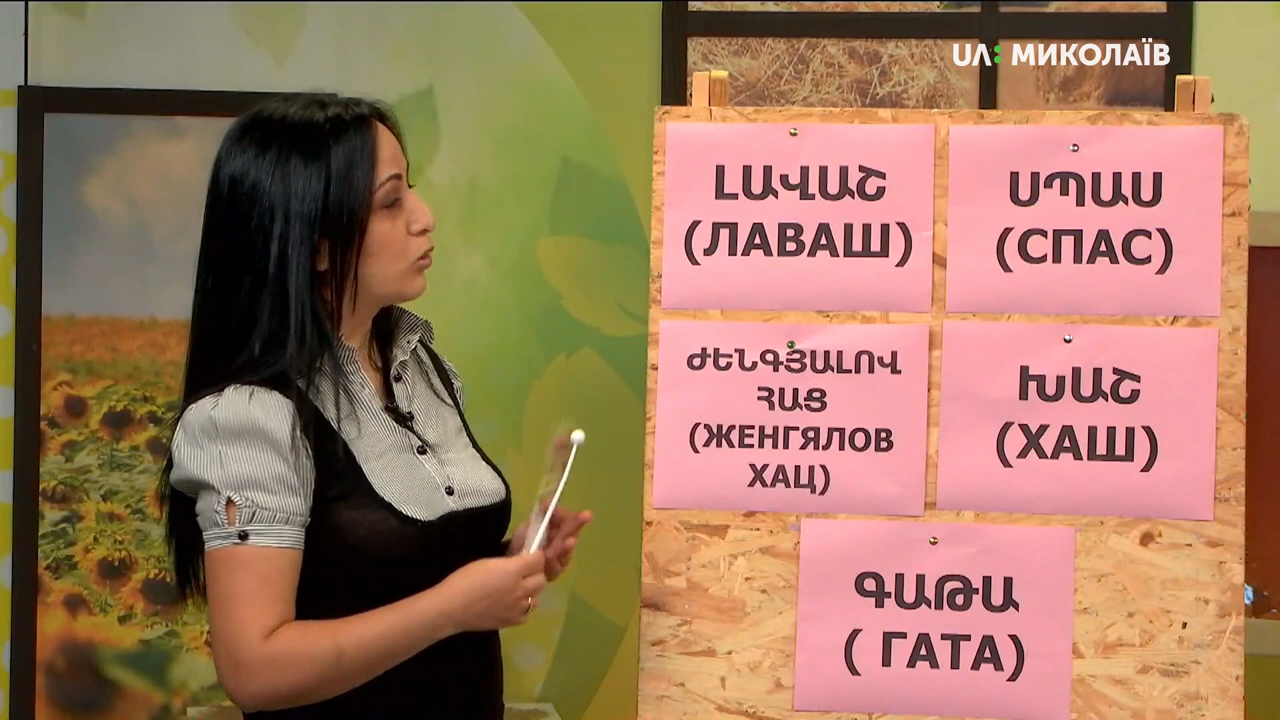 UA: МИКОЛАЇВ
ԼԱՎԱՇ
(ЛАВАШ)
ՍՊԱՍ
(СПАС)
ԺԵՆԳՅԱԼՈՎ
ՀԱՑ
(ЖЕНГЯЛОВ
ХАЦ)
ԽԱՇ
(ХАШ)
ԳԱԹԱ
( ГАТА)